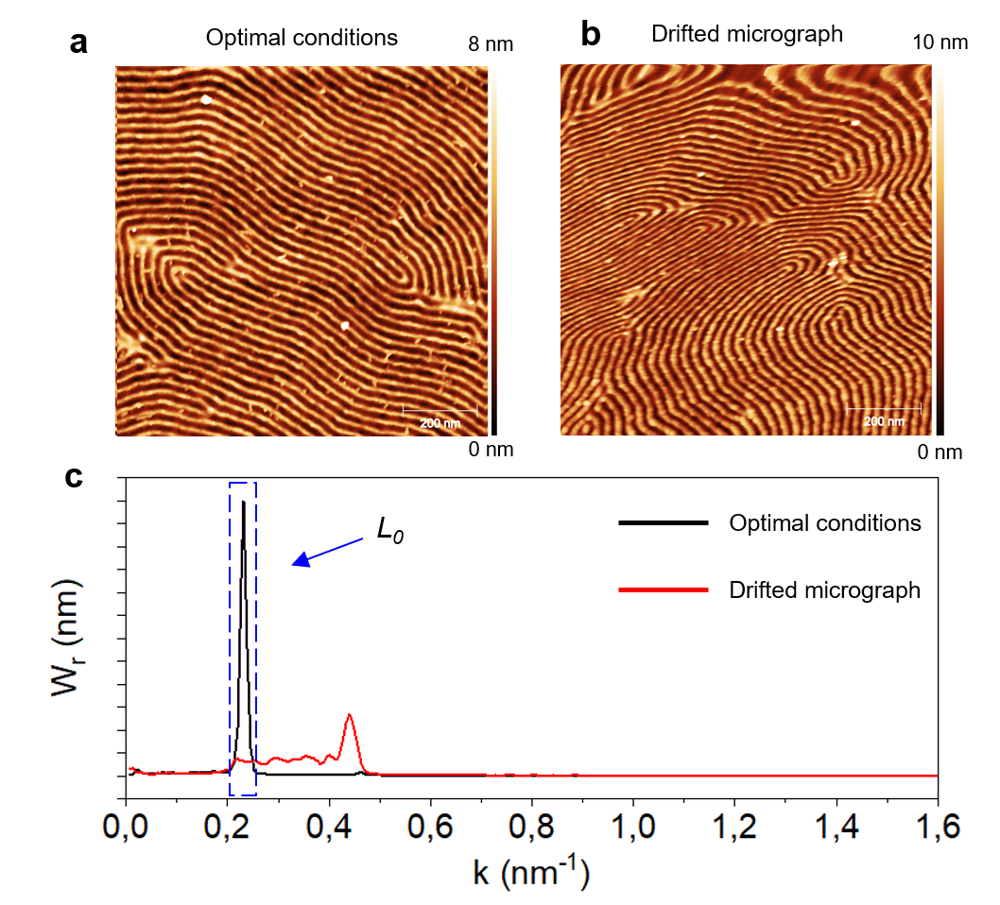 a
Optimal conditions
8 nm
b
Drifted micrograph
10 nm
200 nm
0 nm
200 nm
0 nm
c
L0
Optimal conditions
Drifted micrograph
Wr (nm)
0,0 0,2 0,4 0,6 0,8 1,0 1,2 1,4 1,6
k (nm-1)